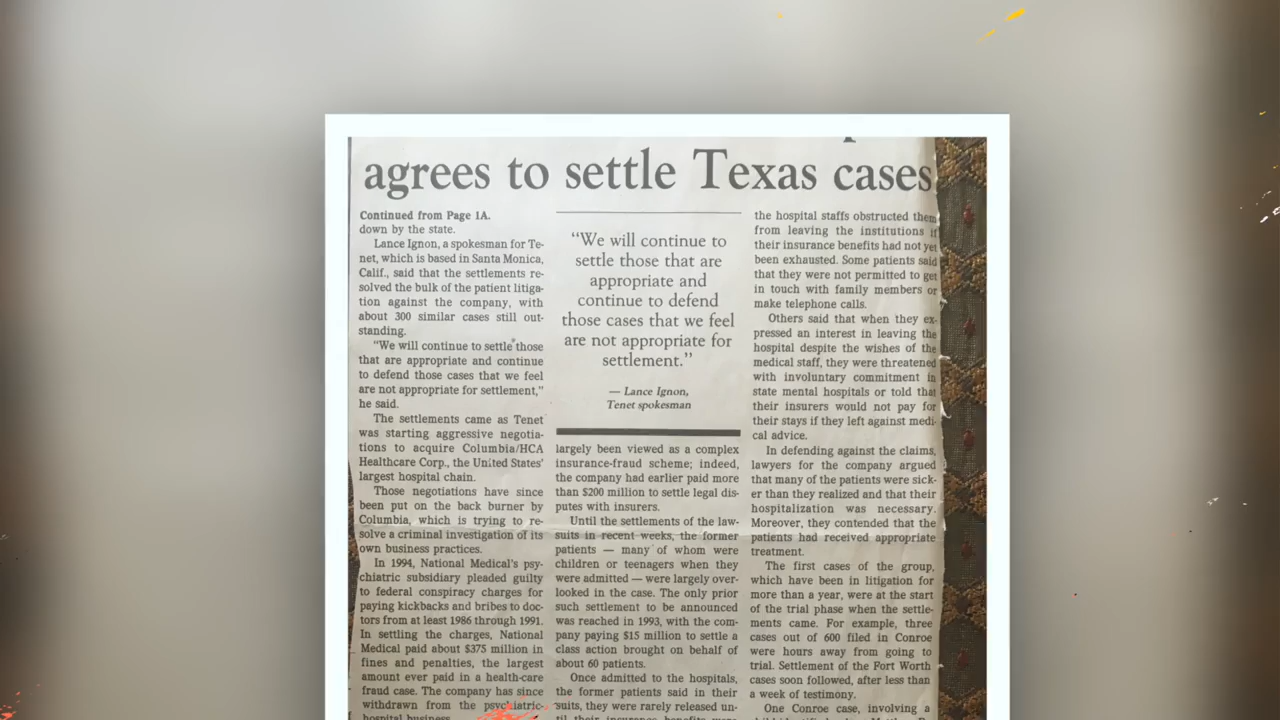 agrees to settle Texas cases
Continued from Page 1A.
down by the state.
Lance Ignon, a spokesman for Te-
net, which is based in Santa Monica,
Calif., said that the settlements re-
solved the bulk of the patient litiga-
tion against the company, with
about 300 similar cases still out-
standing.
"We will continue to settle those
that are appropriate and continue
to defend those cases that we feel
are not appropriate for settlement,"
he said.
The settlements came as Tenet
was starting aggressive negotia-
tions to acquire Columbia/HCA
Healthcare Corp., the United States'
largest hospital chain.
Those negotiations have since
been put on the back burner by
Columbia, which is trying to re-
solve a criminal investigation of its
own business practices.
In 1994, National Medical's psy-
chiatric subsidiary pleaded guilty
to federal conspiracy charges for
paying kickbacks and bribes to doc-
tors from at least 1986 through 1991.
In settling the charges, National
Medical paid about $375 million in
fines and penalties, the largest
amount ever paid in a health-care
fraud case. The company has since
withdrawn from the psychiatric-
hospital business.
"We will continue to
settle those that are
appropriate and
continue to defend
those cases that we feel
are not appropriate for
settlement."
— Lance Ignon,
Tenet spokesman
largely been viewed as a complex
insurance-fraud scheme; indeed,
the company had earlier paid more
than $200 million to settle legal dis-
putes with insurers.
Until the settlements of the law-
suits in recent weeks, the former
patients — many of whom were
children or teenagers when they
were admitted — were largely over-
looked in the case. The only prior
such settlement to be announced
was reached in 1993, with the com-
pany paying $15 million to settle a
class action brought on behalf of
about 60 patients.
Once admitted to the hospitals,
the former patients said in their
suits, they were rarely released un-
til their insurance benefits were
the hospital staffs obstructed them
from leaving the institutions if
their insurance benefits had not yet
been exhausted. Some patients said
that they were not permitted to get
in touch with family members or
make telephone calls.
Others said that when they ex-
pressed an interest in leaving the
hospital despite the wishes of the
medical staff, they were threatened
with involuntary commitment in
state mental hospitals or told that
their insurers would not pay for
their stays if they left against medi-
cal advice.
In defending against the claims,
lawyers for the company argued
that many of the patients were sick-
er than they realized and that their
hospitalization was necessary.
Moreover, they contended that the
patients had received appropriate
treatment.
The first cases of the group,
which have been in litigation for
more than a year, were at the start
of the trial phase when the settle-
ments came. For example, three
cases out of 600 filed in Conroe
were hours away from going to
trial. Settlement of the Fort Worth
cases soon followed, after less than
a week of testimony.
One Conroe case, involving a